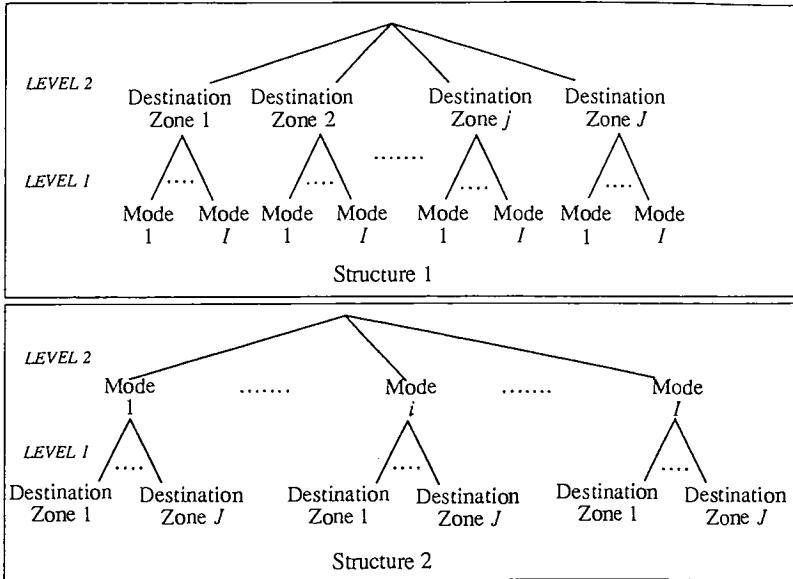 LEVEL 2
Destination Destination Destination Destination
Zone 1 Zone 2 Zone j Zone J
.......
LEVEL 1
.... .... .... ....
Mode Mode Mode Mode Mode Mode Mode Mode
1 I 1 I 1 I 1 I
Structure 1
LEVEL 2
Mode ....... Mode ....... Mode
1 i I
LEVEL 1
.... .... ....
Destination Destination Destination Destination Destination Destination
Zone 1 Zone J Zone 1 Zone J Zone 1 Zone J
Structure 2